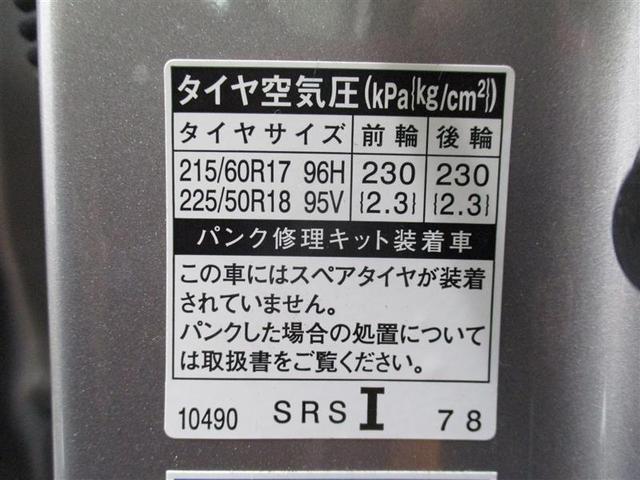 タイヤ空気圧(kPa{kg/cm²})
タイヤサイズ 前輪 後輪
215/60R17 96H 230 230
225/50R18 95V {2.3} {2.3}
パンク修理キット装着車
この車にはスペアタイヤが装着
されていません。
パンクした場合の処置について
は取扱書をご覧ください。
10490 SRS I 78